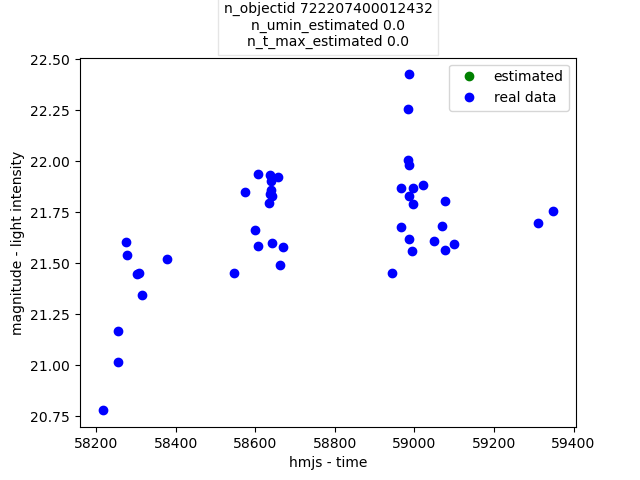 n_objectid 722207400012432
n_umin_estimated 0.0
n_t_max_estimated 0.0
22.50
22.25
22.00
21.75
21.50
21.25
21.00
20.75
magnitude - light intensity
estimated
real data
58200 58400 58600 58800 59000 59200 59400
hmjs - time